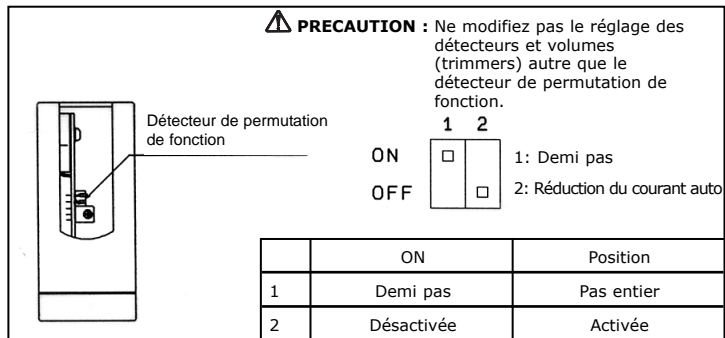 PRECAUTION : Ne modifiez pas le réglage des
détecteurs et volumes
(trimmers) autre que le
détecteur de permutation de
fonction.
Détecteur de permutation
de fonction
1 2
ON
OFF
1: Demi pas
2: Réduction du courant auto
ON Position
1 Demi pas Pas entier
2 Désactivée Activée